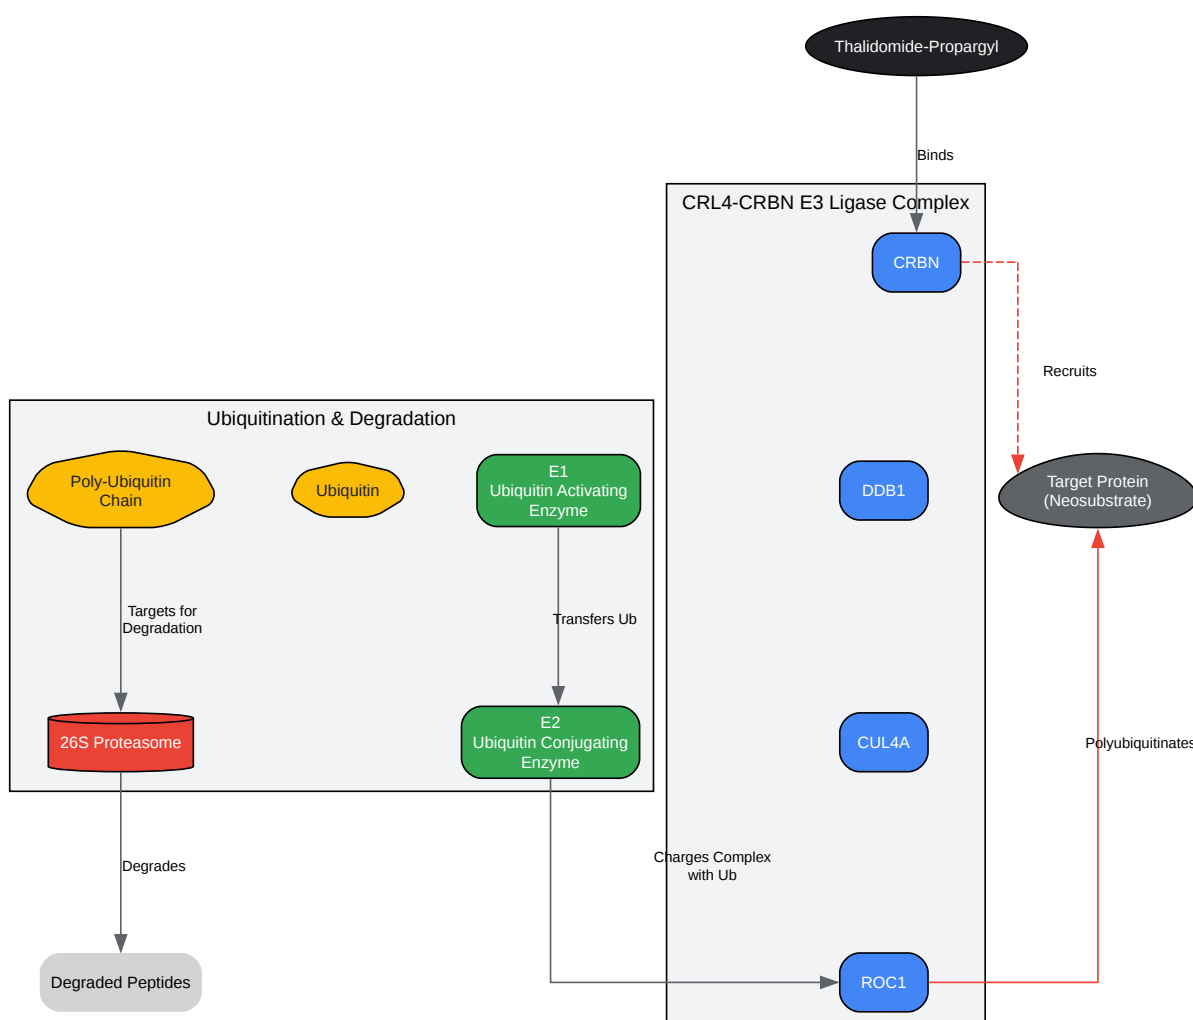 Thalidomide-Propargyl
Binds
CRL4-CRBN E3 Ligase Complex
CRBN
Recruits
Ubiquitination & Degradation
Poly-Ubiquitin
Chain
Ubiquitin
E1
Ubiquitin Activating
Enzyme
DDB1
Target Protein
(Neosubstrate)
Targets for
Degradation
Transfers Ub
26S Proteasome
E2
Ubiquitin Conjugating
Enzyme
CUL4A
Polyubiquitinates
Degrades
Charges Complex
with Ub
Degraded Peptides
ROC1